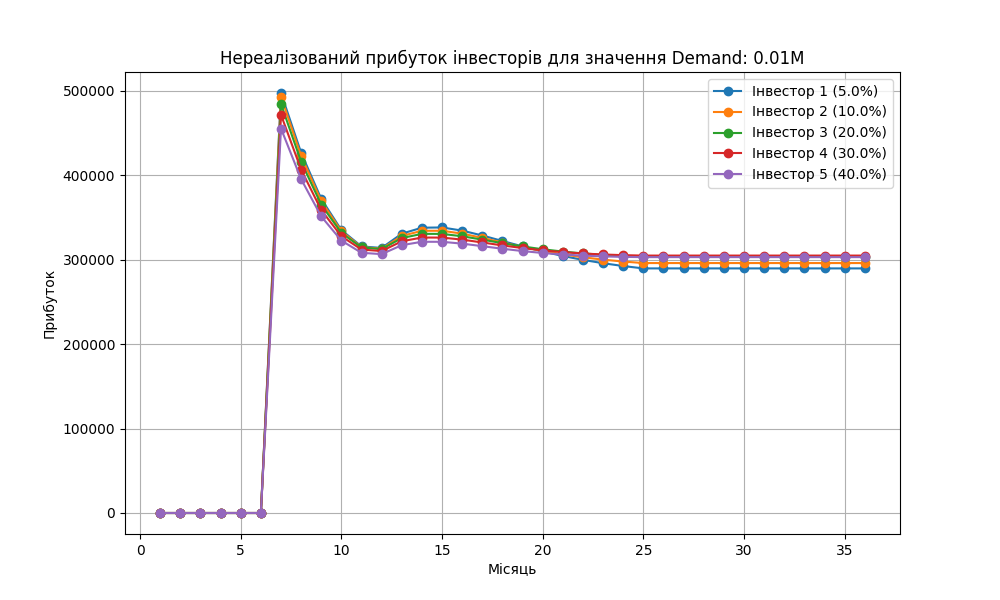 Нереалізований прибуток інвесторів для значення Demand: 0.01M
500000
400000
300000
200000
100000
0
Прибуток
Інвестор 1 (5.0%)
Інвестор 2 (10.0%)
Інвестор 3 (20.0%)
Інвестор 4 (30.0%)
Інвестор 5 (40.0%)
0 5 10 15 20 25 30 35
Місяць